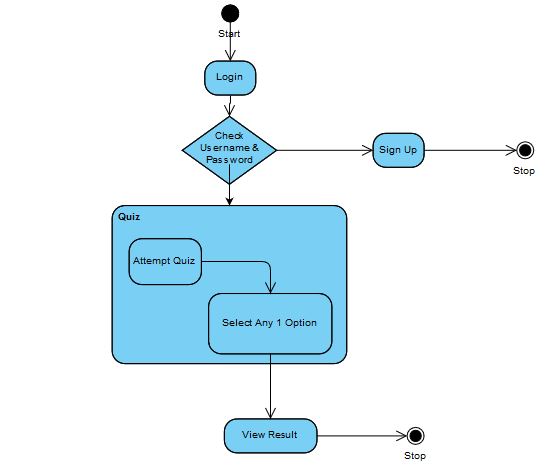 Start
Login
Check
Username &
Password
Sign Up
Stop
Quiz
Attempt Quiz
Select Any 1 Option
View Result
Stop